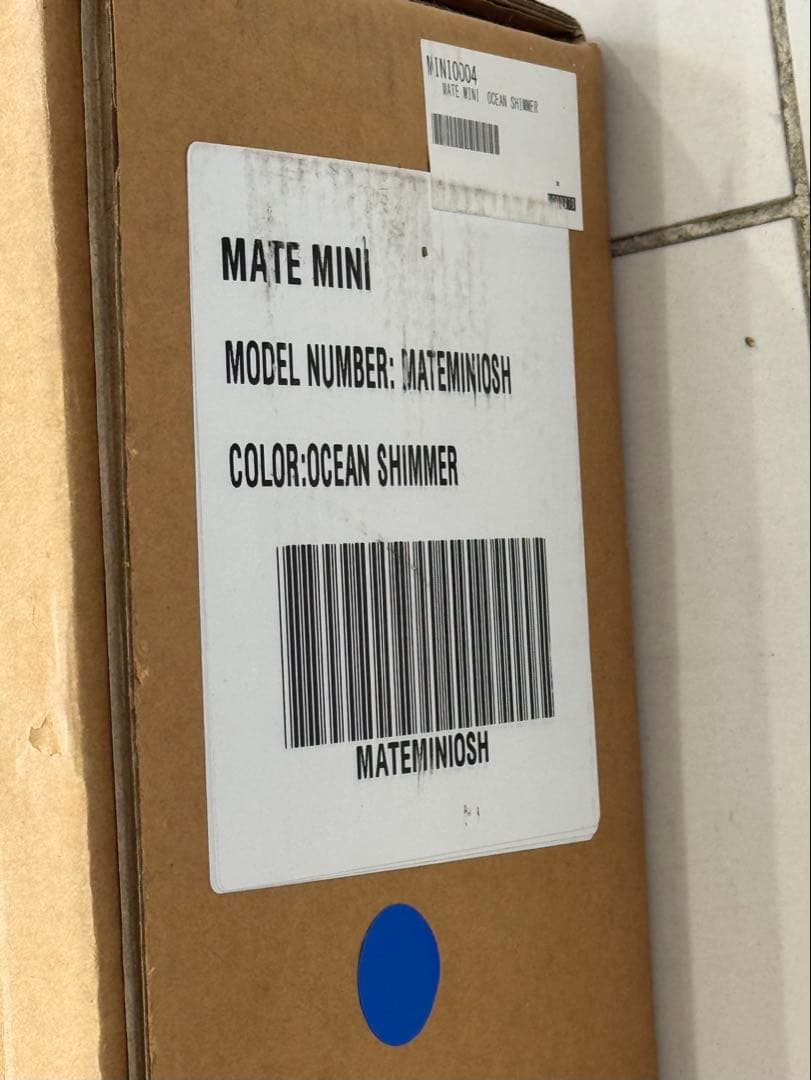 MINI0004
MATE MINI OCEAN SHIMMER
MATE MINI
MODEL NUMBER: MATEMINIOSH
COLOR:OCEAN SHIMMER
MATEMINIOSH